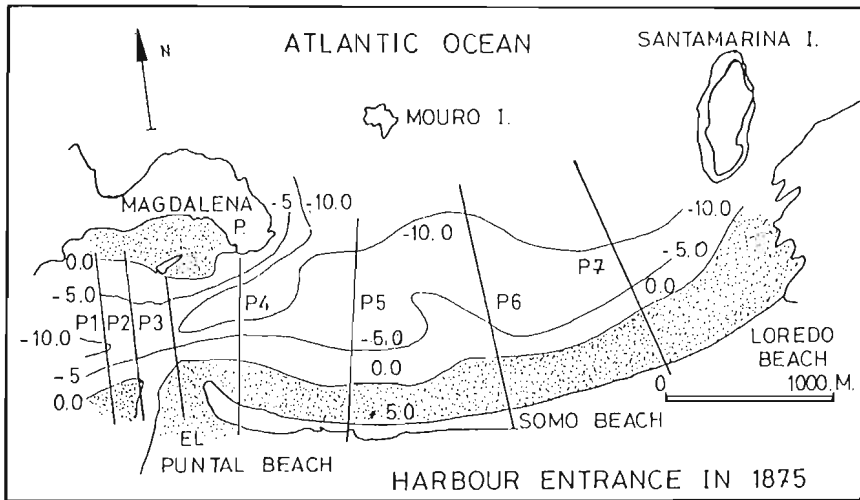 N
ATLANTIC OCEAN
SANTAMARINA I.
MOURO I.
MAGDALENA
P.
-5
-10.0
-10.0
-10.0
0.0
-5.0
P7
-5.0
0.0
P1
P2
P3
P4
P5
P6
-10.0
-5.0
-5
0.0
0.0
LOREDO
BEACH
0
1000 M.
5.0
SOMO BEACH
EL
PUNTAL BEACH
HARBOUR ENTRANCE IN 1875